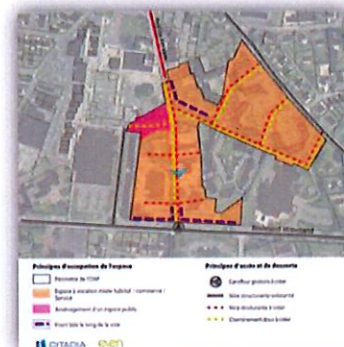 Principes d'occupation de l'espace
Périmètre de l'OAP
Espace à vocation mixte habitat / commerce /
Service
Aménagement d'un espace public
Front bâti le long de la voie
Principes d'accès et de desserte
Carrefour giratoire à créer
Voie structurante existante
Voie structurante à créer
Cheminement doux à créer
CITADIA
even